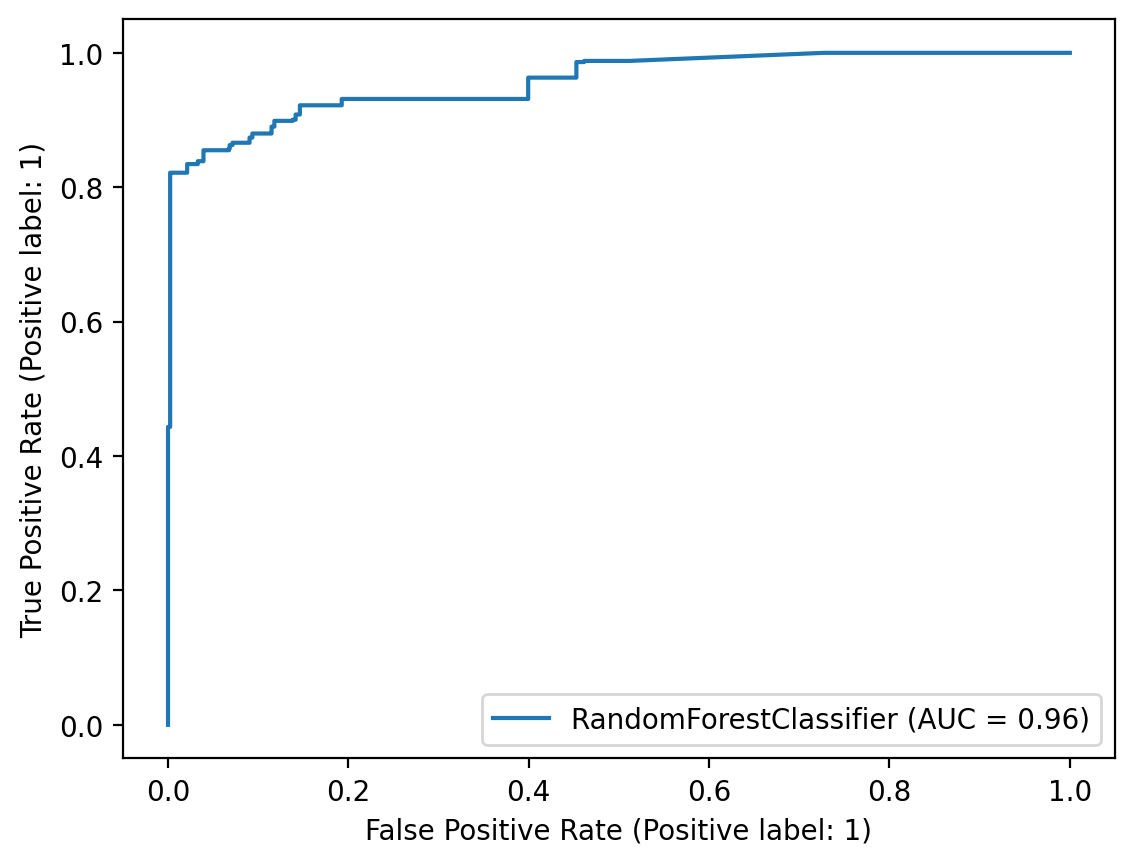 1.0
0.8
0.6
0.4
0.2
0.0
True Positive Rate (Positive label: 1)
RandomForestClassifier (AUC = 0.96)
0.0 0.2 0.4 0.6 0.8 1.0
False Positive Rate (Positive label: 1)